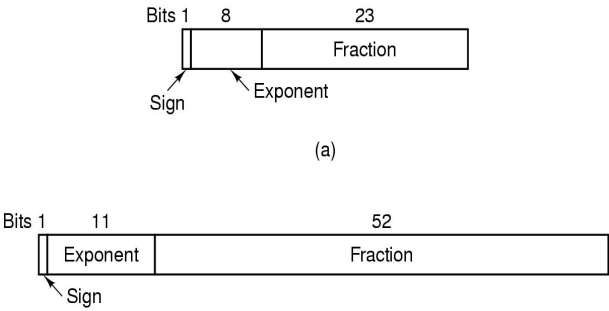 Bits 1 8 23
Fraction
Exponent
Sign
(a)
Bits 1 11 52
Exponent Fraction
Sign